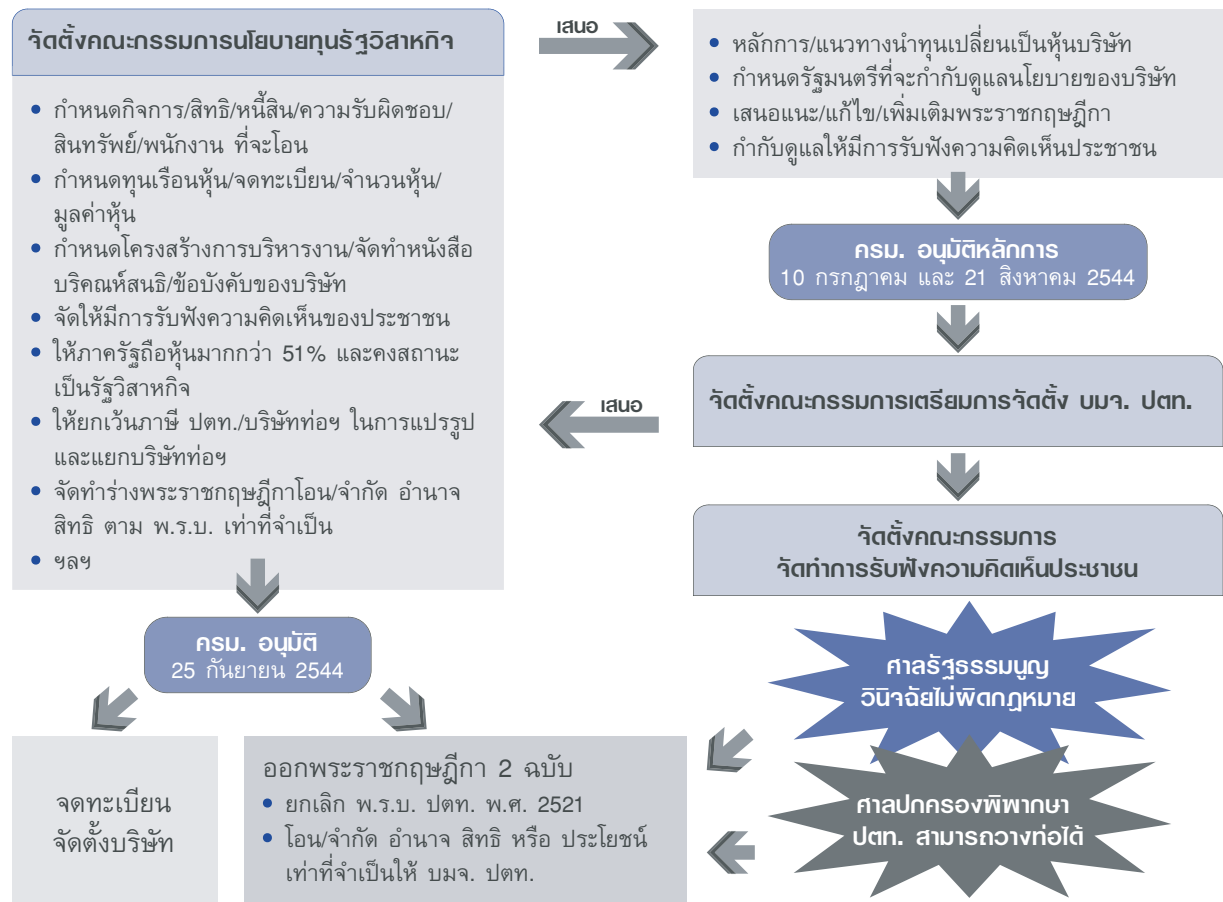 จัดตั้งคณะกรรมการนโยบายทุนรัฐวิสาหกิจ
• กำหนดกิจการ/สิทธิ/หนี้สิน/ความรับผิดชอบ/
สินทรัพย์/พนักงาน ที่จะโอน
• กำหนดทุนเรือนหุ้น/จดทะเบียน/จำนวนหุ้น/
มูลค่าหุ้น
• กำหนดโครงสร้างการบริหารงาน/จัดทำหนังสือ
บริคณห์สนธิ/ข้อบังคับของบริษัท
• จัดให้มีการรับฟังความคิดเห็นของประชาชน
• ให้ภาครัฐถือหุ้นมากกว่า 51% และคงสถานะ
เป็นรัฐวิสาหกิจ
• ให้ยกเว้นภาษี ปตท./บริษัทท่อฯ ในการแปรรูป
และแยกบริษัทท่อฯ
• จัดทำร่างพระราชกฤษฎีกาโอน/จำกัด อำนาจ
สิทธิ ตาม พ.ร.บ. เท่าที่จำเป็น
• ฯลฯ
เสนอ
• หลักการ/แนวทางนำทุนเปลี่ยนเป็นหุ้นบริษัท
• กำหนดรัฐมนตรีที่จะกำกับดูแลนโยบายของบริษัท
• เสนอแนะ/แก้ไข/เพิ่มเติมพระราชกฤษฎีกา
• กำกับดูแลให้มีการรับฟังความคิดเห็นประชาชน
ครม. อนุมัติหลักการ
10 กรกฎาคม และ 21 สิงหาคม 2544
จัดตั้งคณะกรรมการเตรียมการจัดตั้ง บมจ. ปตท.
เสนอ
จัดตั้งคณะกรรมการ
จัดทำการรับฟังความคิดเห็นประชาชน
ครม. อนุมัติ
25 กันยายน 2544
จดทะเบียน
จัดตั้งบริษัท
ออกพระราชกฤษฎีกา 2 ฉบับ
• ยกเลิก พ.ร.บ. ปตท. พ.ศ. 2521
• โอน/จำกัด อำนาจ สิทธิ หรือ ประโยชน์
เท่าที่จำเป็นให้ บมจ. ปตท.
ศาลรัฐธรรมนูญ
วินิจฉัยไม่ผิดกฎหมาย
ศาลปกครองพิพากษา
ปตท. สามารถวางท่อได้